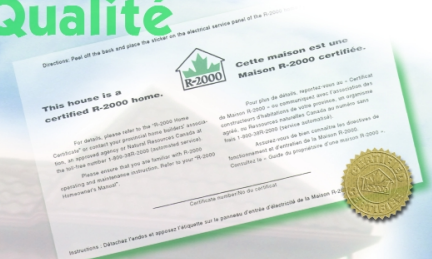 Qualité
Directions: Peel off the back and place the sticker on the electrical service panel of the R-2000
This house is a
certified R-2000 home.
For details, please refer to the "R-2000 Home
Certificate" or contact your provincial home builders' associa-
tion, an approved agency or Natural Resources Canada at
the toll-free number 1-800-387-2000 (automated service).
Please ensure that you are familiar with R-2000
operating and maintenance instruction. Refer to your "R-2000
Homeowner's Manual".
R-2000
Cette maison est une
Maison R-2000 certifiée.
Pour plus de détails, reportez-vous au « Certificat
de Maison R-2000 » ou communiquez avec l'association des
constructeurs d'habitations de votre province, un organisme
agréé, ou Ressources naturelles Canada au numéro sans
frais 1-800-387-2000 (service automatisé).
Assurez-vous de bien connaître les directives de
fonctionnement et d'entretien de la Maison R-2000.
Consultez le « Guide du propriétaire d'une maison R-2000 ».
Certificate number/No du certificat
Instructions : Détachez l'endos et apposez l'étiquette sur le panneau d'entrée d'électricité de la Maison R-
CERTIFIED
R-2000